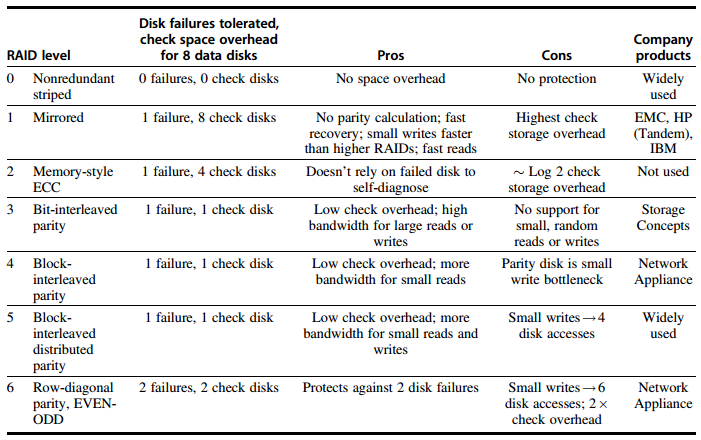 RAID level Disk failures tolerated, check space overhead for 8 data disks Pros Cons Company products
0 Nonredundant striped 0 failures, 0 check disks No space overhead No protection Widely used
1 Mirrored 1 failure, 8 check disks No parity calculation; fast recovery; small writes faster than higher RAIDs; fast reads Highest check storage overhead EMC, HP (Tandem), IBM
2 Memory-style ECC 1 failure, 4 check disks Doesn't rely on failed disk to self-diagnose ~ Log 2 check storage overhead Not used
3 Bit-interleaved parity 1 failure, 1 check disk Low check overhead; high bandwidth for large reads or writes No support for small, random reads or writes Storage Concepts
4 Block-interleaved parity 1 failure, 1 check disk Low check overhead; more bandwidth for small reads Parity disk is small write bottleneck Network Appliance
5 Block-interleaved distributed parity 1 failure, 1 check disk Low check overhead; more bandwidth for small reads and writes Small writes→4 disk accesses Widely used
6 Row-diagonal parity, EVEN-ODD 2 failures, 2 check disks Protects against 2 disk failures Small writes→6 disk accesses; 2× check overhead Network Appliance